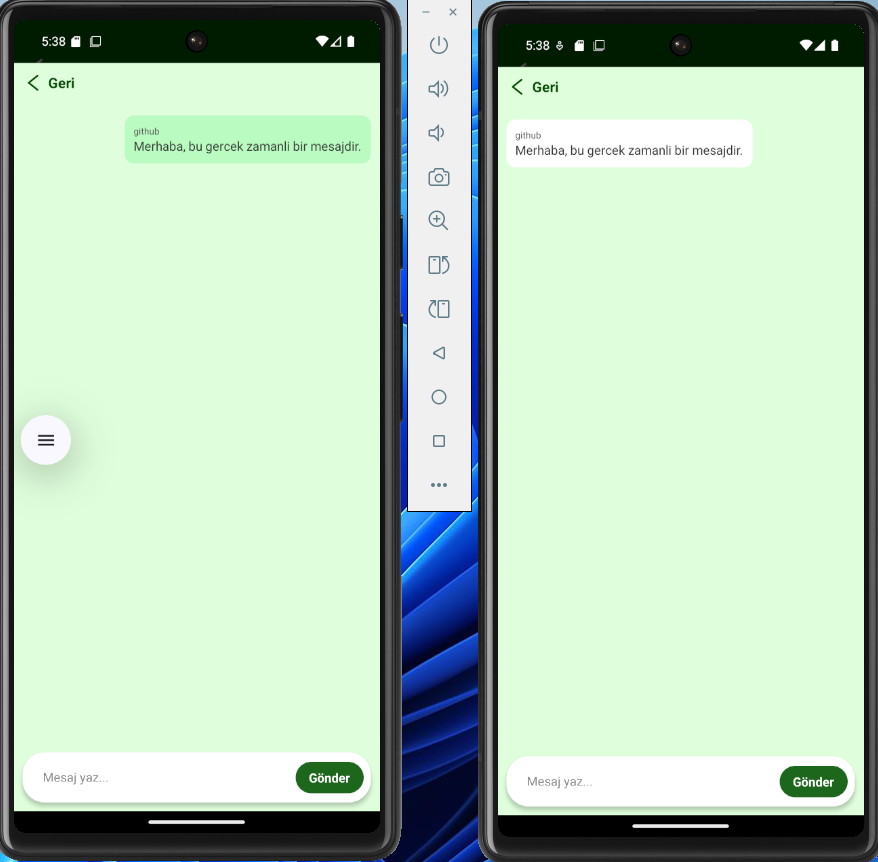 5:38
Geri
github
Merhaba, bu gercek zamanli bir mesajdir.
Mesaj yaz...
Gönder
5:38
Geri
github
Merhaba, bu gercek zamanli bir mesajdir.
Mesaj yaz...
Gönder